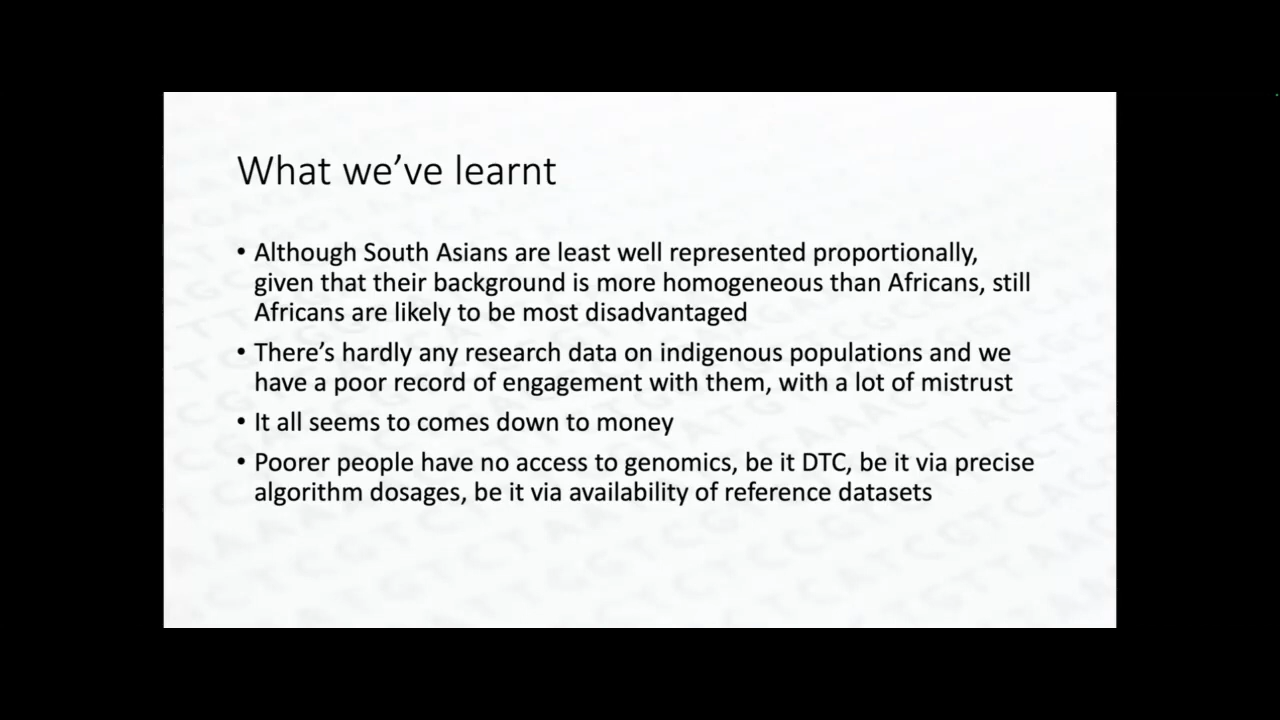 What we’ve learnt
• Although South Asians are least well represented proportionally,
given that their background is more homogeneous than Africans, still
Africans are likely to be most disadvantaged
• There’s hardly any research data on indigenous populations and we
have a poor record of engagement with them, with a lot of mistrust
• It all seems to comes down to money
• Poorer people have no access to genomics, be it DTC, be it via precise
algorithm dosages, be it via availability of reference datasets